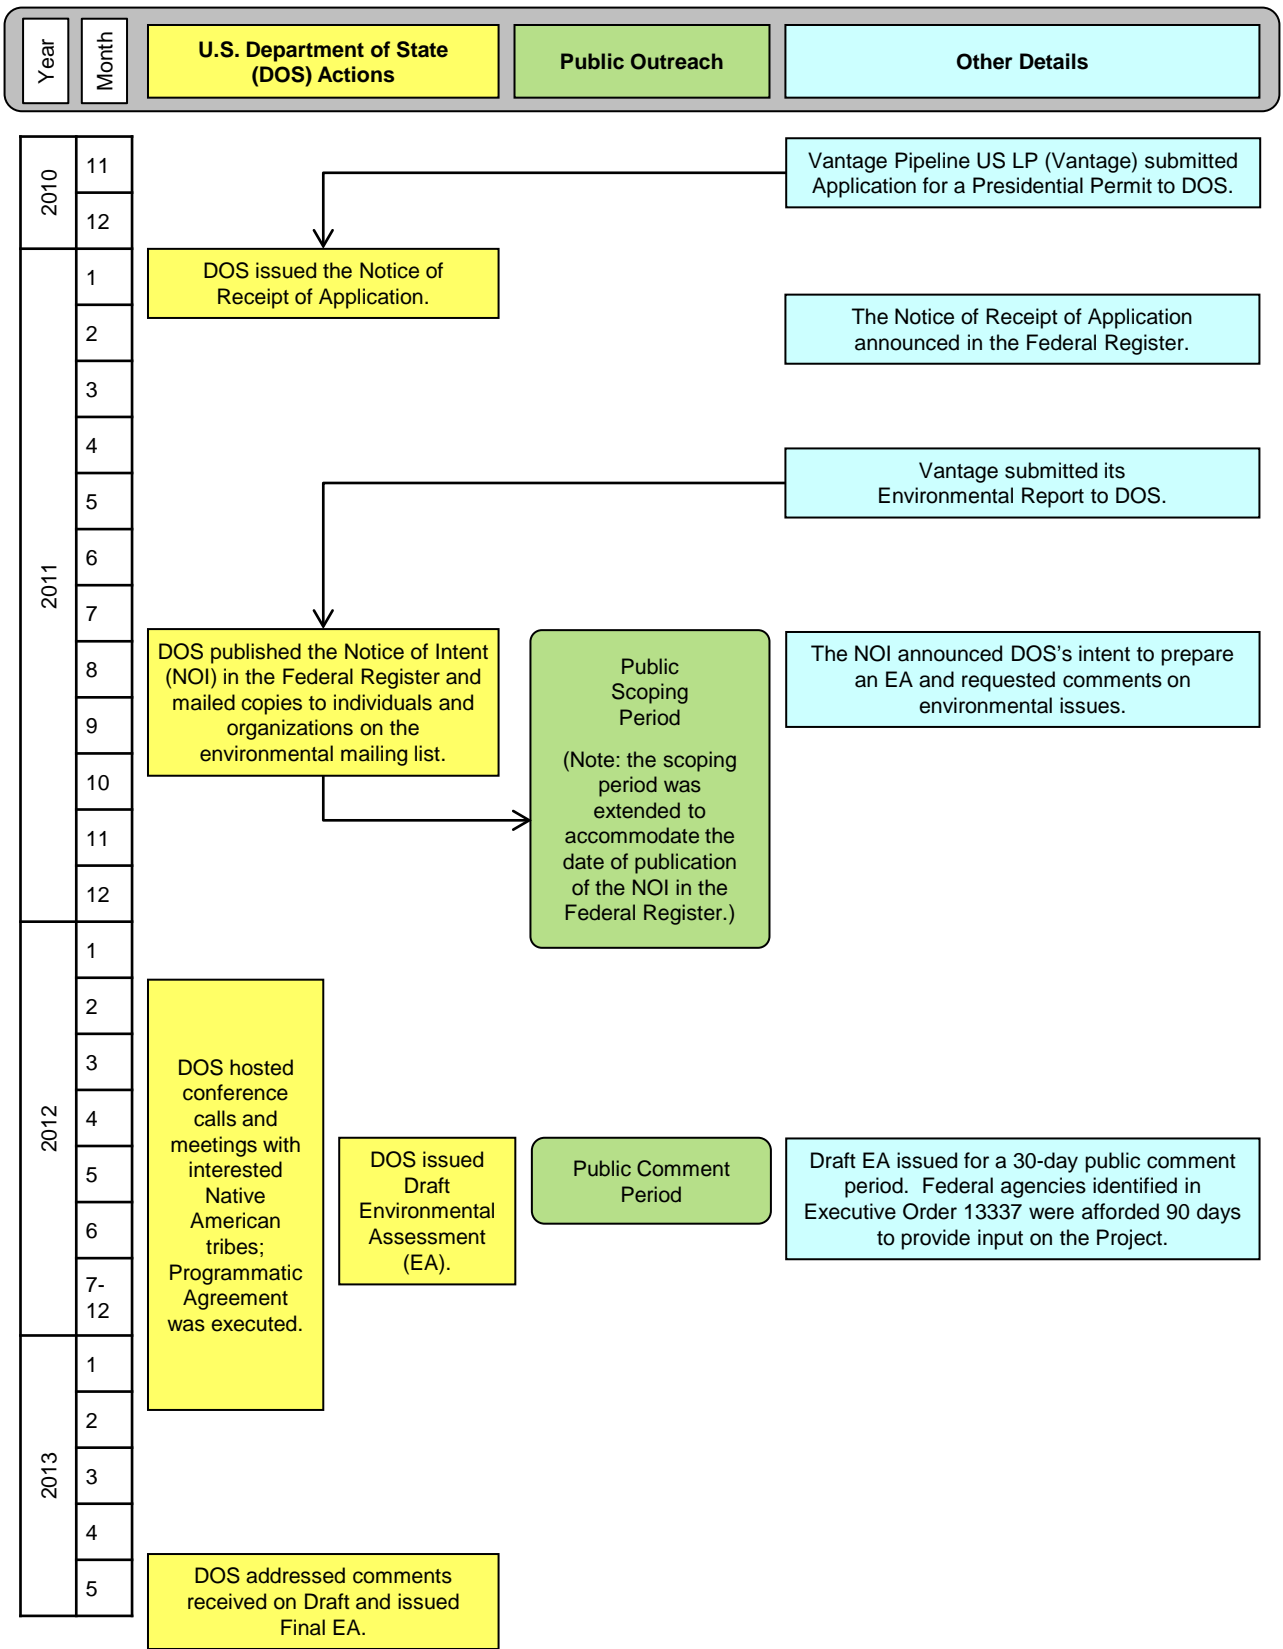 Year
Month
U.S. Department of State
(DOS) Actions
Public Outreach
Other Details
2010
11
12
Vantage Pipeline US LP (Vantage) submitted
Application for a Presidential Permit to DOS.
2011
1
DOS issued the Notice of
Receipt of Application.
2
The Notice of Receipt of Application
announced in the Federal Register.
3
4
5
Vantage submitted its
Environmental Report to DOS.
6
7
8
9
10
11
12
DOS published the Notice of Intent
(NOI) in the Federal Register and
mailed copies to individuals and
organizations on the
environmental mailing list.
Public
Scoping
Period
(Note: the scoping
period was
extended to
accommodate the
date of publication
of the NOI in the
Federal Register.)
The NOI announced DOS’s intent to prepare
an EA and requested comments on
environmental issues.
2012
1
2
3
4
5
6
7-
12
DOS hosted
conference
calls and
meetings with
interested
Native
American
tribes;
Programmatic
Agreement
was executed.
DOS issued
Draft
Environmental
Assessment
(EA).
Public Comment
Period
Draft EA issued for a 30-day public comment
period.  Federal agencies identified in
Executive Order 13337 were afforded 90 days
to provide input on the Project.
2013
1
2
3
4
5
DOS addressed comments
received on Draft and issued
Final EA.